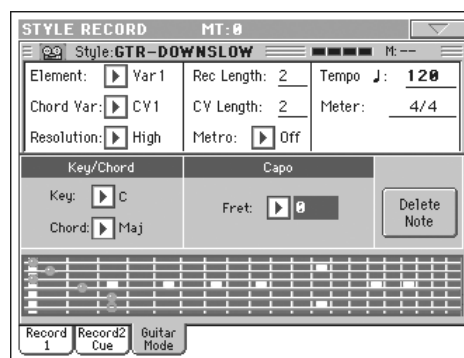 STYLE RECORD MT:0
Style:GTR-DOWNSLOW M: --
Element: Var1 Rec Length: 2 Tempo ♩: 120
Chord Var: CV1 CV Length: 2 Meter: 4/4
Resolution: High Metro: Off
Key/Chord Capo
Key: C
Fret: 0
Chord: Maj
Delete
Note
Record
1
Record2
Cue
Guitar
Mode